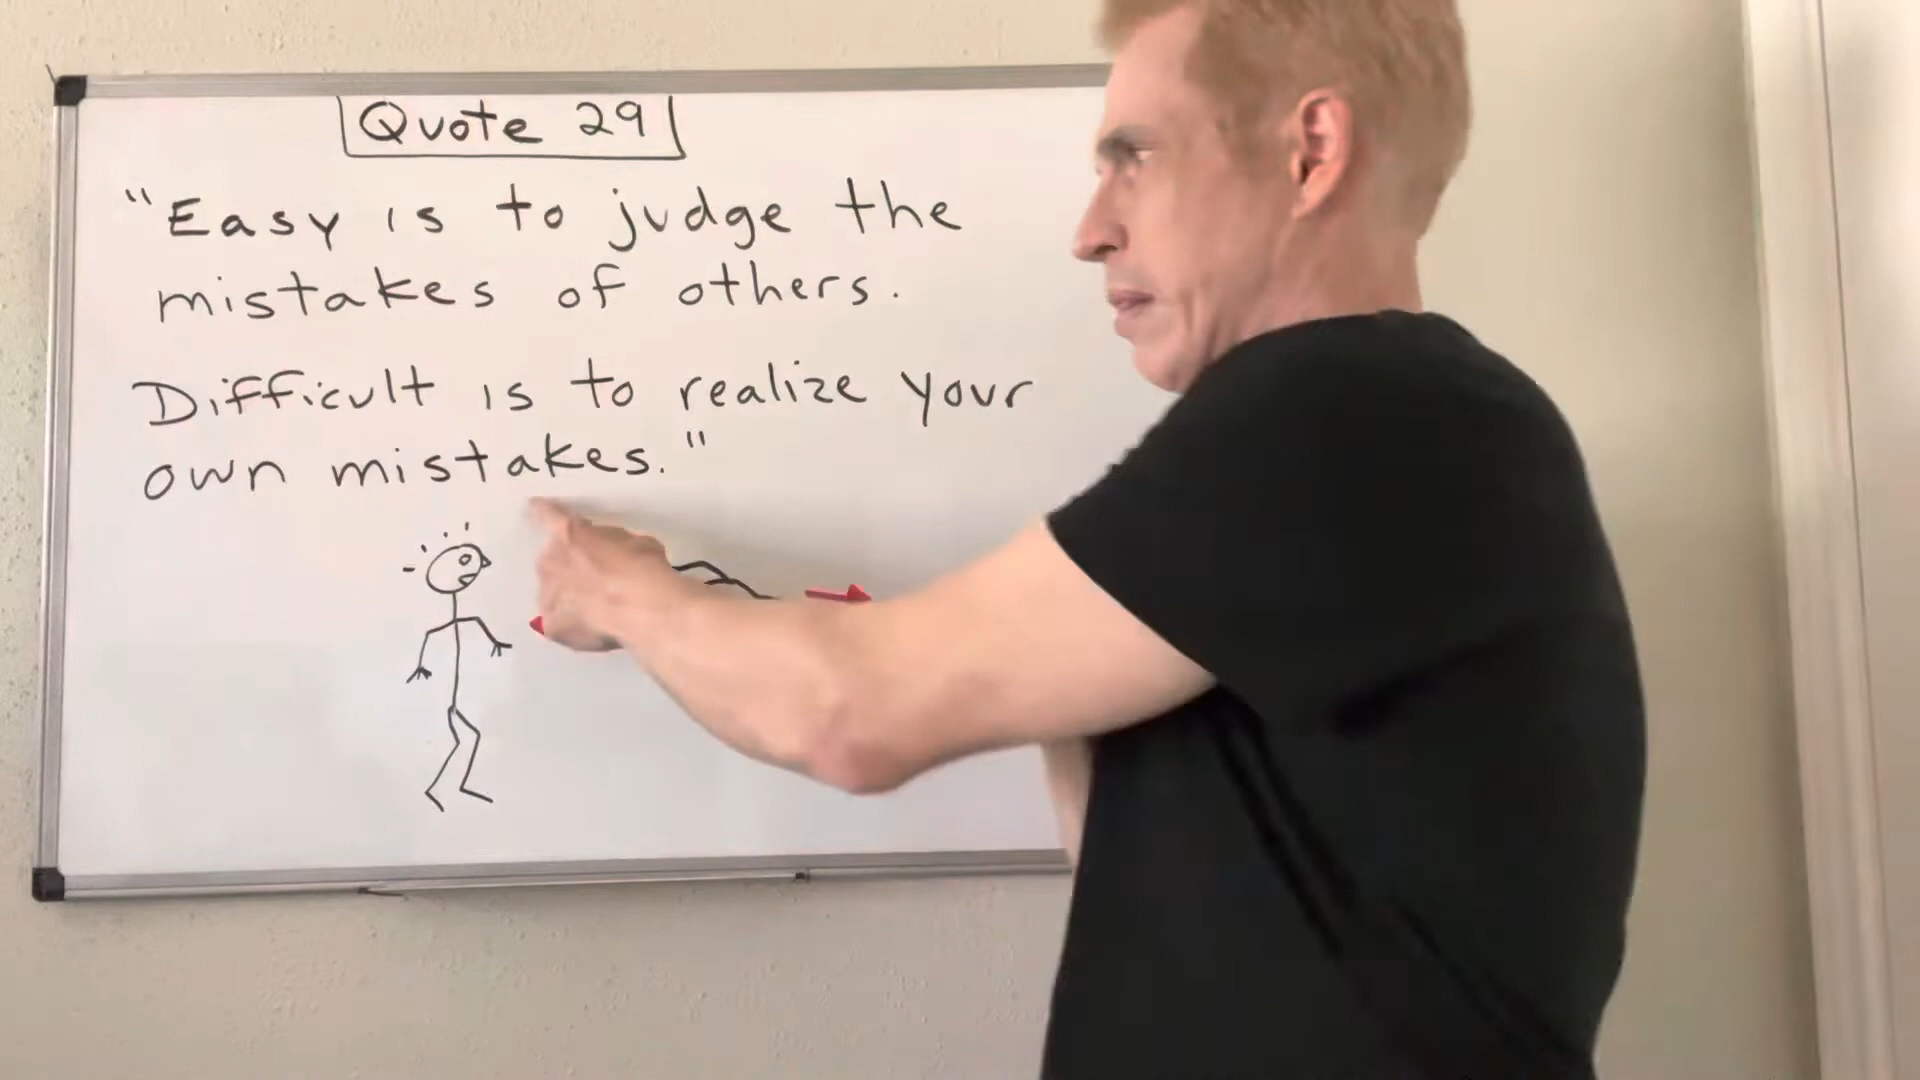 Quote 29
"Easy is to judge the
mistakes of others.
Difficult is to realize your
own mistakes."